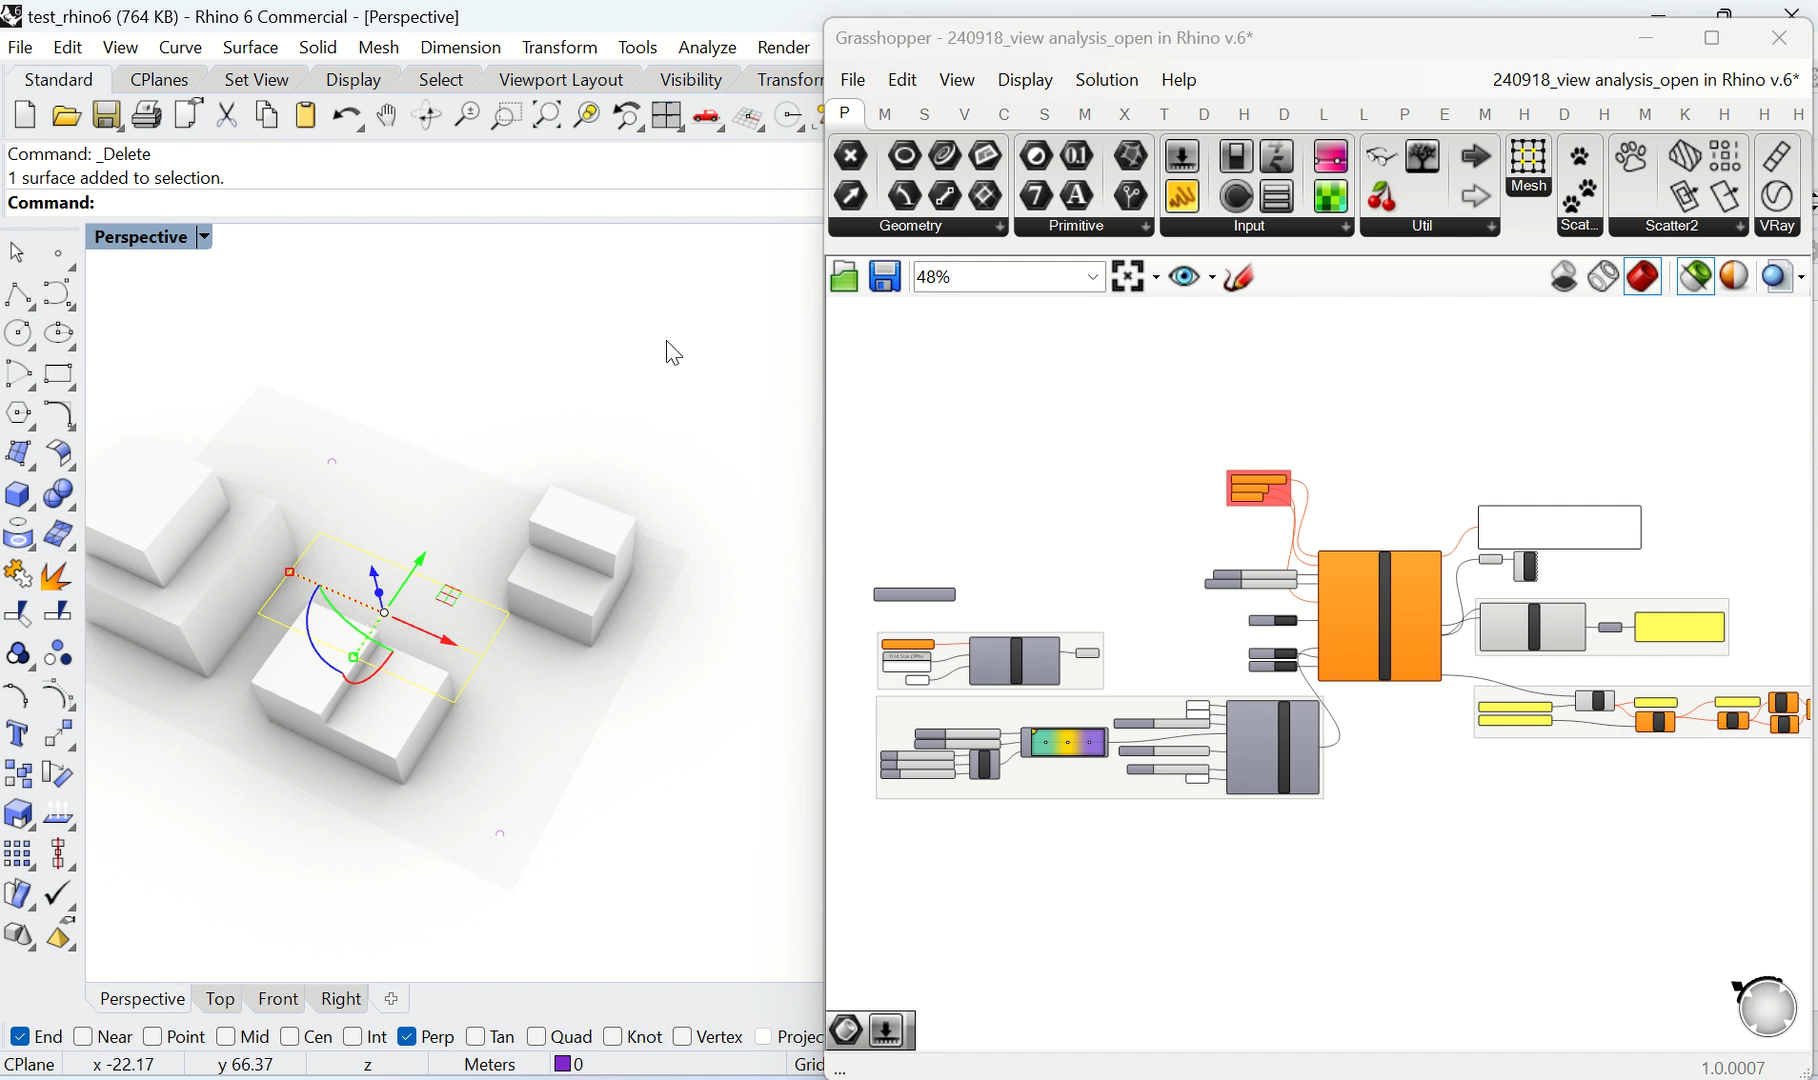 test_rhino6 (764 KB) - Rhino 6 Commercial - [Perspective]
File Edit View Curve Surface Solid Mesh Dimension Transform Tools Analyze Render
Standard CPlanes Set View Display Select Viewport Layout Visibility Transfor
Command: _Delete
1 surface added to selection.
Command:
Perspective
Perspective Top Front Right
End Near Point Mid Cen Int Perp Tan Quad Knot Vertex Projec
CPlane x -22.17 y 66.37 z Meters 0 Grid
Grasshopper - 240918_view analysis_open in Rhino v.6*
File Edit View Display Solution Help 240918_view analysis_open in Rhino v.6*
P M S V C S M X T D H D L L P E M H D H M K H H H
Mesh
Geometry Primitive Input Util Scat... Scatter2 VRay
48%
1.0.0007
...